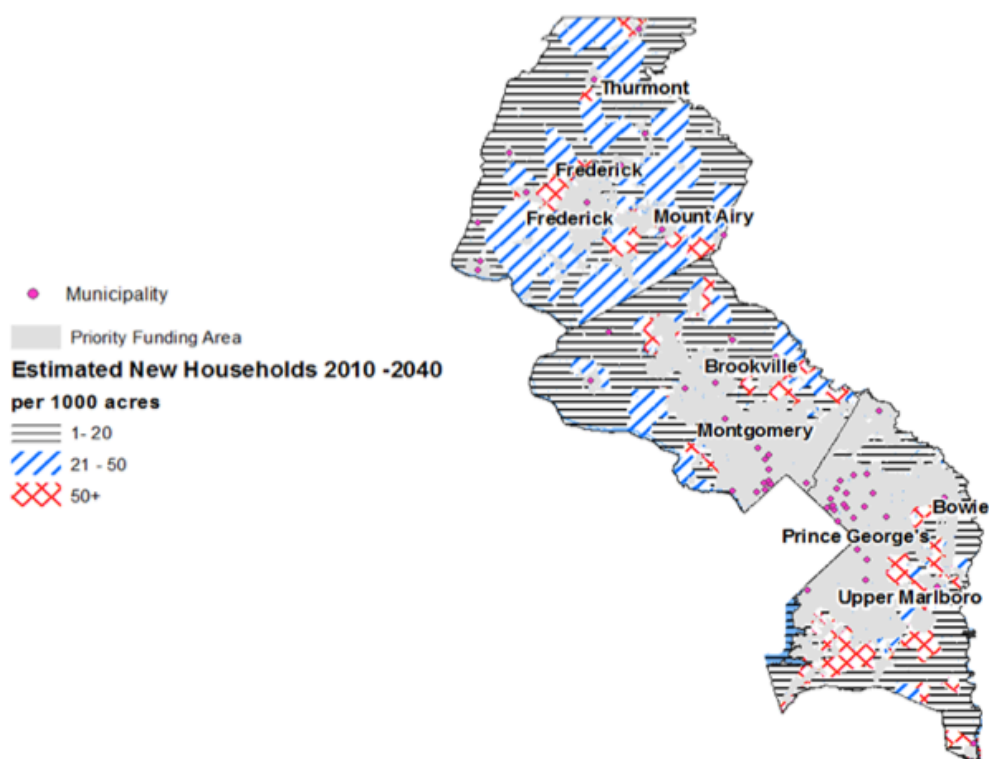 Thurmont
Frederick
Frederick
Mount Airy
Municipality
Priority Funding Area
Estimated New Households 2010 -2040
per 1000 acres
1- 20
21 - 50
50+
Brookville
Montgomery
Bowie
Prince George's
Upper Marlboro